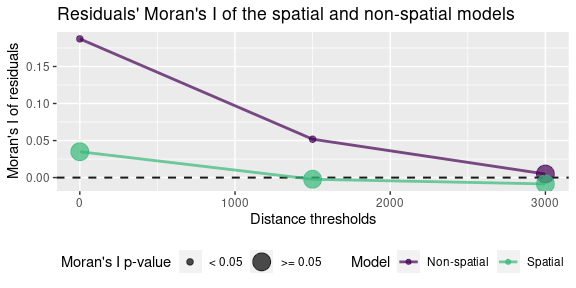 Residuals' Moran's I of the spatial and non-spatial models
Moran's I of residuals
0.15
0.10
0.05
0.00
0 1000 2000 3000
Distance thresholds
Moran's I p-value < 0.05 >= 0.05 Model Non-spatial Spatial